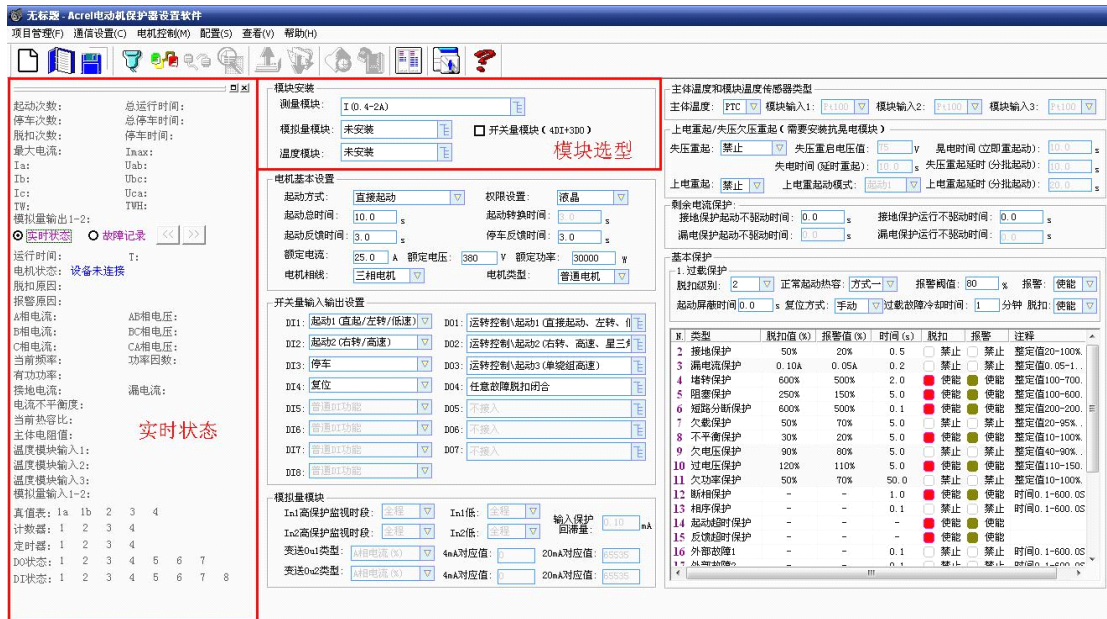 无标题 - Acrel电动机保护器设置软件
项目管理(F) 通信设置(C) 电机控制(M) 配置(S) 查看(V) 帮助(H)
起动次数: 总运行时间:
停车次数: 总停车时间:
脱扣次数: 停车时间:
最大电流: Imax:
Ia: Uab:
Ib: Ubc:
Ic: Uca:
TW: TWH:
模拟量输出1-2:
实时状态 故障记录 << >>
运行时间: T:
电机状态: 设备未连接
脱扣原因:
报警原因:
A相电流: AB相电压:
B相电流: BC相电压:
C相电流: CA相电压:
当前频率: 功率因数:
有功功率:
接地电流: 漏电流:
电流不平衡度:
当前热容比:
主体电阻值:
实时状态
温度模块输入1:
温度模块输入2:
温度模块输入3:
模拟量输入1-2:
真值表: 1a 1b 2 3 4
计数器: 1 2 3 4
定时器: 1 2 3 4
DO状态: 1 2 3 4 5 6 7
DI状态: 1 2 3 4 5 6 7 8
模块安装
测量模块: I(0.4-2A)
模拟量模块: 未安装 开关量模块(4DI+3DO)
温度模块: 未安装
模块选型
电机基本设置
起动方式: 直接起动 权限设置: 液晶
起动总时间: 10.0 s 起动转换时间: 3.0 s
起动反馈时间: 3.0 s 停车反馈时间: 3.0 s
额定电流: 25.0 A 额定电压: 380 V 额定功率: 30000 W
电机相线: 三相电机 电机类型: 普通电机
开关量输入输出设置
DI1: 起动1(直起/左转/低速) DO1: 运转控制\起动1(直接起动、左转、
DI2: 起动2(右转/高速) DO2: 运转控制\起动2(右转、高速、星三
DI3: 停车 DO3: 运转控制\起动3(单绕组高速)
DI4: 复位 DO4: 任意故障脱扣闭合
DI5: 普通DI功能 DO5: 不接入
DI6: 普通DI功能 DO6: 不接入
DI7: 普通DI功能 DO7: 不接入
DI8: 普通DI功能
模拟量模块
In1高保护监视时段: 全程 In1低: 全程 输入保护回滞量: 0.10 mA
In2高保护监视时段: 全程 In2低: 全程
变送Ou1类型: A相电流(%) 4mA对应值: 0 20mA对应值: 65535
变送Ou2类型: A相电流(%) 4mA对应值: 0 20mA对应值: 65535
主体温度和模块温度传感器类型
主体温度: PTC 模块输入1: Pt100 模块输入2: Pt100 模块输入3: Pt100
上电重起/失压欠压重起(需要安装抗晃电模块)
失压重起: 禁止 失压重启电压值: 75 V 晃电时间(立即重起动): 10.0 s
失电时间(延时重起): 10.0 s 失压重起延时(分批起动): 10.0 s
上电重起: 禁止 上电重起动模式: 起动1 上电重起延时(分批起动): 20.0 s
剩余电流保护:
接地保护起动不驱动时间: 0.0 s 接地保护运行不驱动时间: 0.0 s
漏电保护起动不驱动时间: 0.0 s 漏电保护运行不驱动时间: 0.0 s
基本保护
1.过载保护
脱扣级别: 2 正常起动热容: 方式一 报警阀值: 80 % 报警: 使能
起动屏蔽时间 0.0 s 复位方式: 手动 过载故障冷却时间: 1 分钟 脱扣: 使能
N. 类型 脱扣值(%) 报警值(%) 时间(s) 脱扣 报警 注释
2 接地保护 50% 20% 0.5 禁止 禁止 整定值20-100%.
3 漏电流保护 0.10A 0.05A 0.2 禁止 禁止 整定值0.05-1..
4 堵转保护 600% 500% 2.0 使能 使能 整定值100-700.
5 阻塞保护 250% 150% 5.0 使能 使能 整定值100-600.
6 短路分断保护 600% 500% 0.1 使能 使能 整定值200-200.
7 欠载保护 50% 70% 5.0 禁止 禁止 整定值20-95%..
8 不平衡保护 30% 20% 5.0 使能 使能 整定值10-100%.
9 欠电压保护 90% 80% 5.0 禁止 禁止 整定值40-90%..
10 过电压保护 120% 110% 5.0 使能 使能 整定值110-150.
11 欠功率保护 50% 70% 50.0 禁止 禁止 整定值20-100%.
12 断相保护 - - 1.0 使能 使能 时间0.1-600.0S
13 相序保护 - - 0.1 禁止 禁止 时间0.1-600.0S
14 起动超时保护 - - - 使能 使能
15 反馈超时保护 - - - 使能 使能
16 外部故障1 - - 0.1 禁止 禁止 时间0.1-600.0S
17 外部故障2 - - 0.1 禁止 禁止 时间0.1-600.0S